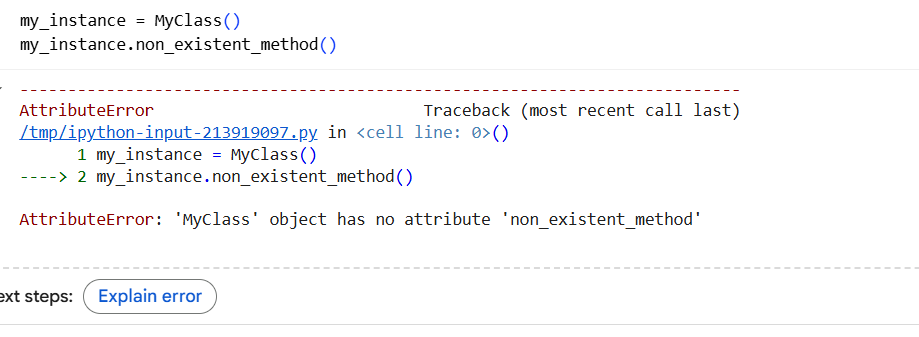 my_instance = MyClass()
my_instance.non_existent_method()
---------------------------------------------------------------------------
AttributeError                            Traceback (most recent call last)
/tmp/ipython-input-213919097.py in <cell line: 0>()
      1 my_instance = MyClass()
----> 2 my_instance.non_existent_method()
AttributeError: 'MyClass' object has no attribute 'non_existent_method'
ext steps: Explain error